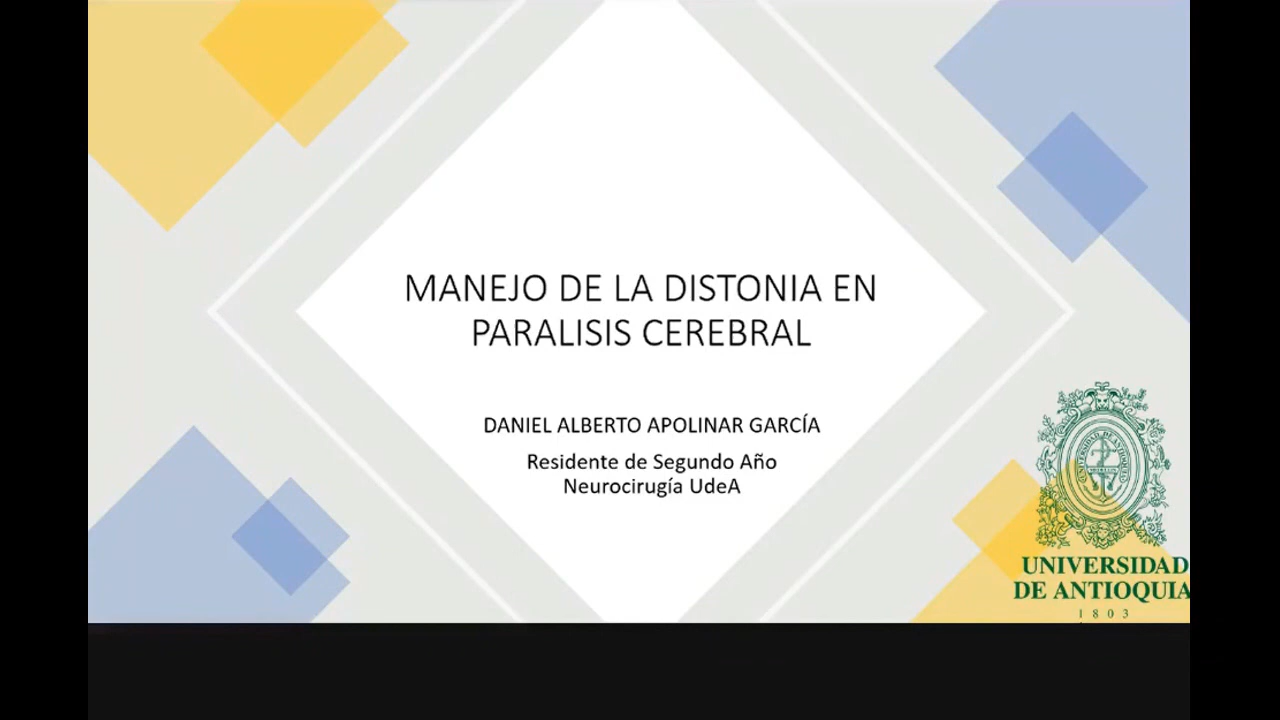 MANEJO DE LA DISTONIA EN
PARALISIS CEREBRAL
DANIEL ALBERTO APOLINAR GARCÍA
Residente de Segundo Año
Neurocirugía UdeA
UNIVERSIDAD
DE ANTIOQUIA
1803